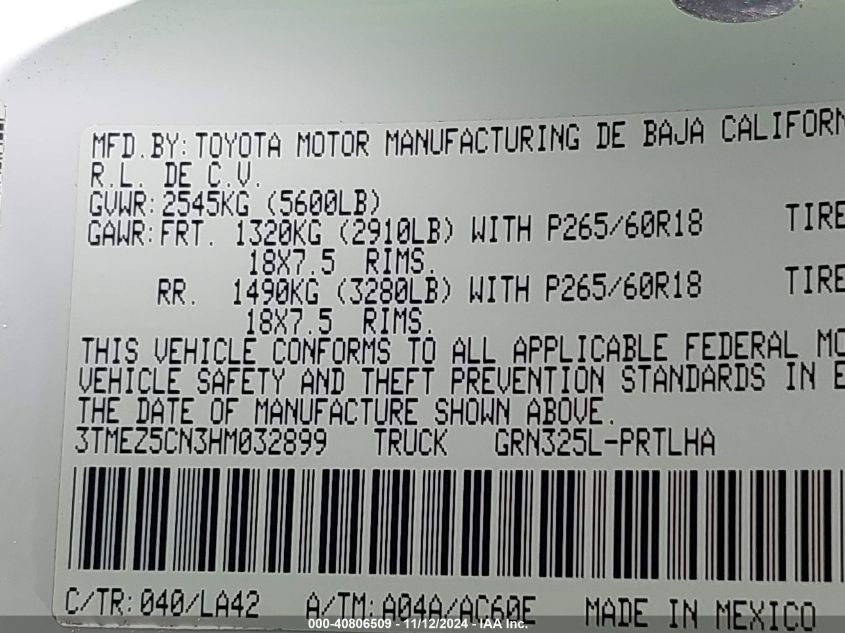 MFD.BY: TOYOTA MOTOR MANUFACTURING DE BAJA CALIFORN
R.L. DE C.V.
GVWR: 2545KG (5600LB)
GAWR: FRT. 1320KG (2910LB) WITH P265/60R18 TIRE
18X7.5 RIMS.
RR. 1490KG (3280LB) WITH P265/60R18 TIRE
18X7.5 RIMS.
THIS VEHICLE CONFORMS TO ALL APPLICABLE FEDERAL MO
VEHICLE SAFETY AND THEFT PREVENTION STANDARDS IN E
THE DATE OF MANUFACTURE SHOWN ABOVE.
3TMEZ5CN3HM032899 TRUCK GRN325L-PRTLHA
C/TR: 040/LA42 A/TM: A04A/AC60E MADE IN MEXICO
000-40806509 - 11/12/2024 - IAA Inc.